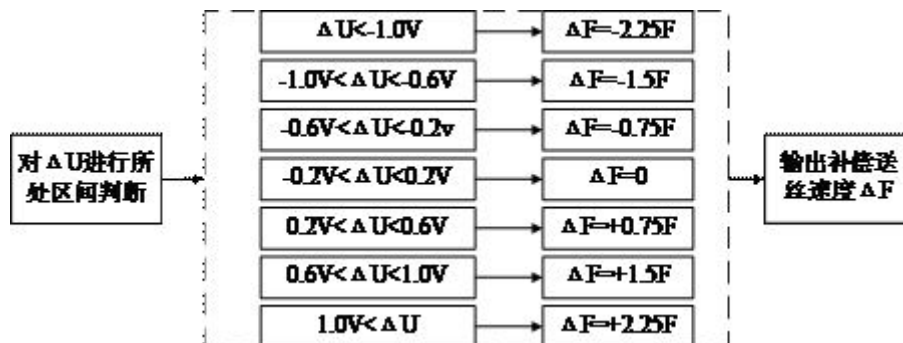 对ΔU进行所
处区间判断
ΔU<-1.0V
ΔF=-2.25F
-1.0V<ΔU<-0.6V
ΔF=-1.5F
-0.6V<ΔU<-0.2v
ΔF=-0.75F
-0.2V<ΔU<0.2V
ΔF=0
0.2V<ΔU<0.6V
ΔF=+0.75F
0.6V<ΔU<1.0V
ΔF=+1.5F
1.0V<ΔU
ΔF=+2.25F
输出补偿送
丝速度ΔF